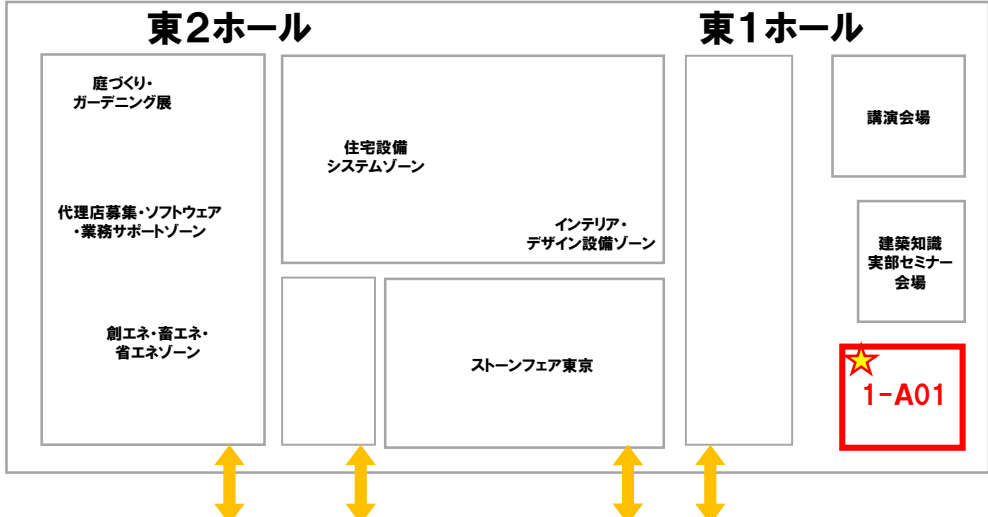 東2ホール
東1ホール
庭づくり・
ガーデニング展
住宅設備
システムゾーン
講演会場
代理店募集・ソフトウェア
・業務サポートゾーン
インテリア・
デザイン設備ゾーン
建築知識
実部セミナー
会場
創エネ・畜エネ・
省エネゾーン
ストーンフェア東京
1-A01